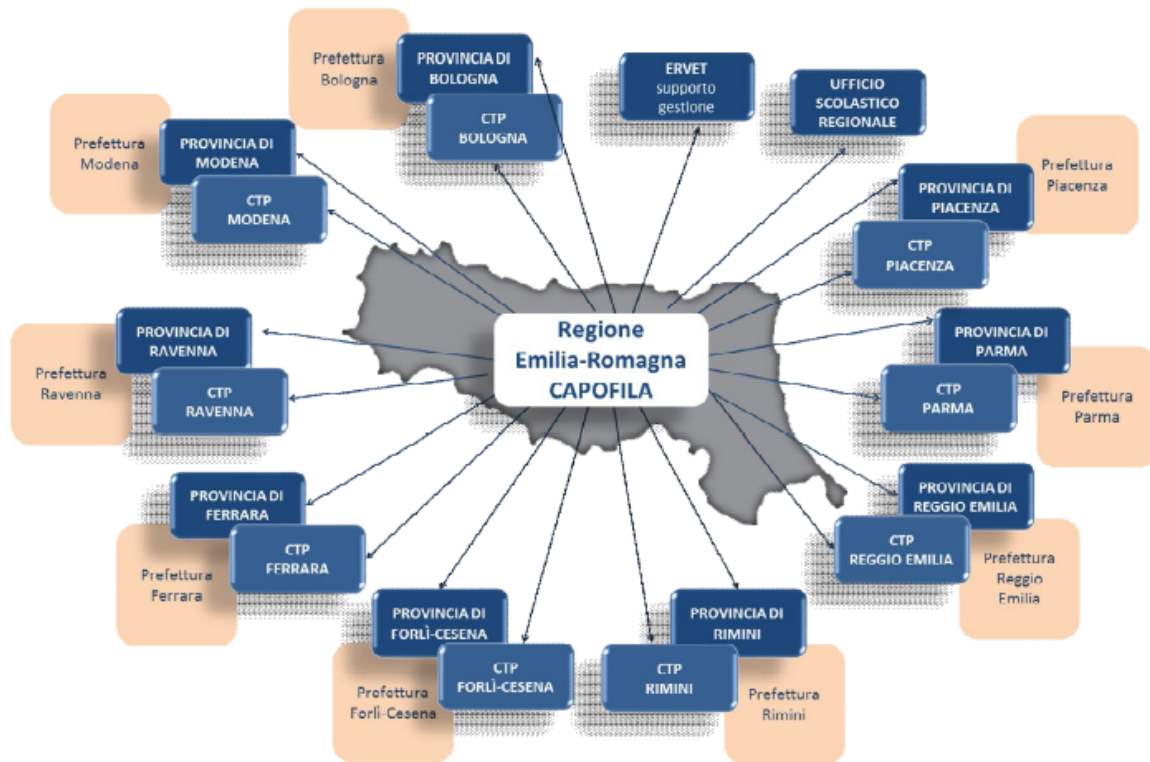 Prefettura
Bologna
PROVINCIA DI
BOLOGNA
CTP
BOLOGNA
ERVET
supporto
gestione
UFFICIO
SCOLASTICO
REGIONALE
Prefettura
Modena
PROVINCIA DI
MODENA
CTP
MODENA
Prefettura
Piacenza
PROVINCIA DI
PIACENZA
CTP
PIACENZA
Regione
Emilia-Romagna
CAPOFILA
Prefettura
Ravenna
PROVINCIA DI
RAVENNA
CTP
RAVENNA
PROVINCIA DI
PARMA
CTP
PARMA
Prefettura
Parma
PROVINCIA DI
FERRARA
CTP
FERRARA
Prefettura
Ferrara
PROVINCIA DI
REGGIO EMILIA
CTP
REGGIO EMILIA
Prefettura
Reggio
Emilia
PROVINCIA DI
FORLÌ-CESENA
CTP
FORLÌ-CESENA
Prefettura
Forlì-Cesena
PROVINCIA DI
RIMINI
CTP
RIMINI
Prefettura
Rimini